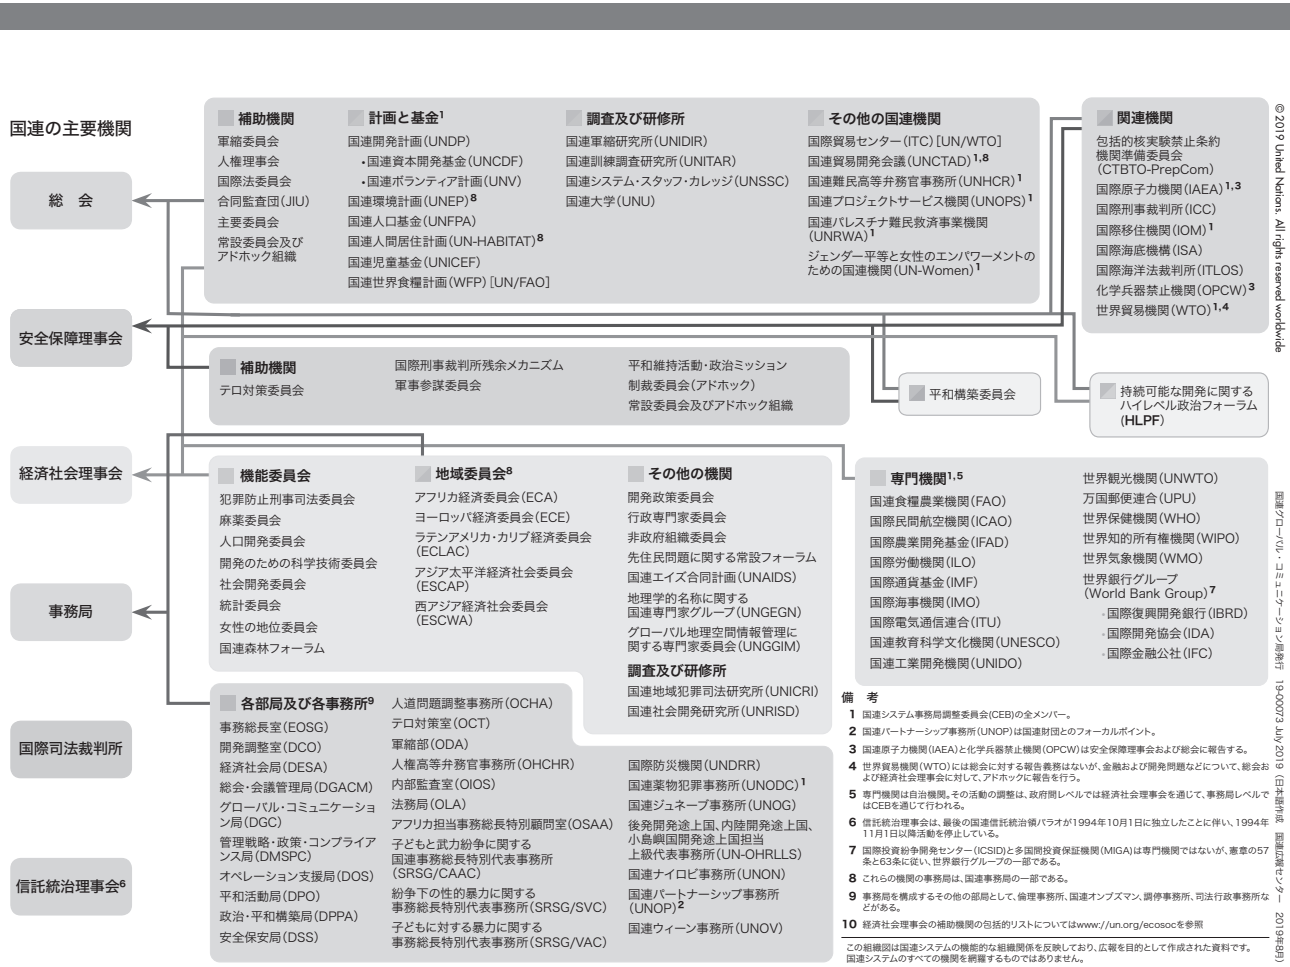 国連の主要機関
総 会
安全保障理事会
経済社会理事会
事務局
国際司法裁判所
信託統治理事会6
補助機関
軍縮委員会
人権理事会
国際法委員会
合同監査団(JIU)
主要委員会
常設委員会及び
アドホック組織
計画と基金1
国連開発計画(UNDP)
•国連資本開発基金(UNCDF)
•国連ボランティア計画(UNV)
国連環境計画(UNEP)8
国連人口基金(UNFPA)
国連人間居住計画(UN-HABITAT)8
国連児童基金(UNICEF)
国連世界食糧計画(WFP)[UN/FAO]
調査及び研修所
国連軍縮研究所(UNIDIR)
国連訓練調査研究所(UNITAR)
国連システム・スタッフ・カレッジ(UNSSC)
国連大学(UNU)
その他の国連機関
国際貿易センター(ITC)[UN/WTO]
国連貿易開発会議(UNCTAD)1,8
国連難民高等弁務官事務所(UNHCR)1
国連プロジェクトサービス機関(UNOPS)1
国連パレスチナ難民救済事業機関
(UNRWA)1
ジェンダー平等と女性のエンパワーメントの
ための国連機関(UN-Women)1
関連機関
包括的核実験禁止条約
機関準備委員会
(CTBTO-PrepCom)
国際原子力機関(IAEA)1,3
国際刑事裁判所(ICC)
国際移住機関(IOM)1
国際海底機構(ISA)
国際海洋法裁判所(ITLOS)
化学兵器禁止機関(OPCW)3
世界貿易機関(WTO)1,4
補助機関
テロ対策委員会
国際刑事裁判所残余メカニズム
軍事参謀委員会
平和維持活動・政治ミッション
制裁委員会(アドホック)
常設委員会及びアドホック組織
平和構築委員会
持続可能な開発に関する
ハイレベル政治フォーラム
(HLPF)
機能委員会
犯罪防止刑事司法委員会
麻薬委員会
人口開発委員会
開発のための科学技術委員会
社会開発委員会
統計委員会
女性の地位委員会
国連森林フォーラム
地域委員会8
アフリカ経済委員会(ECA)
ヨーロッパ経済委員会(ECE)
ラテンアメリカ・カリブ経済委員会
(ECLAC)
アジア太平洋経済社会委員会
(ESCAP)
西アジア経済社会委員会
(ESCWA)
その他の機関
開発政策委員会
行政専門家委員会
非政府組織委員会
先住民問題に関する常設フォーラム
国連エイズ合同計画(UNAIDS)
地理学的名称に関する
国連専門家グループ(UNGEGN)
グローバル地理空間情報管理に
関する専門家委員会(UNGGIM)
調査及び研修所
国連地域犯罪司法研究所(UNICRI)
国連社会開発研究所(UNRISD)
専門機関1,5
国連食糧農業機関(FAO)
国際民間航空機関(ICAO)
国際農業開発基金(IFAD)
国際労働機関(ILO)
国際通貨基金(IMF)
国際海事機関(IMO)
国際電気通信連合(ITU)
国連教育科学文化機関(UNESCO)
国連工業開発機関(UNIDO)
世界観光機関(UNWTO)
万国郵便連合(UPU)
世界保健機関(WHO)
世界知的所有権機関(WIPO)
世界気象機関(WMO)
世界銀行グループ
(World Bank Group)7
•国際復興開発銀行(IBRD)
•国際開発協会(IDA)
•国際金融公社(IFC)
各部局及び各事務所9
事務総長室(EOSG)
開発調整室(DCO)
経済社会局(DESA)
総会・会議管理局(DGACM)
グローバル・コミュニケーショ
ン局(DGC)
管理戦略・政策・コンプライア
ンス局(DMSPC)
オペレーション支援局(DOS)
平和活動局(DPO)
政治・平和構築局(DPPA)
安全保安局(DSS)
人道問題調整事務所(OCHA)
テロ対策室(OCT)
軍縮部(ODA)
人権高等弁務官事務所(OHCHR)
内部監査室(OIOS)
法務局(OLA)
アフリカ担当事務総長特別顧問室(OSAA)
子どもと武力紛争に関する
国連事務総長特別代表事務所
(SRSG/CAAC)
紛争下の性的暴力に関する
事務総長特別代表事務所(SRSG/SVC)
子どもに対する暴力に関する
事務総長特別代表事務所(SRSG/VAC)
国際防災機関(UNDRR)
国連薬物犯罪事務所(UNODC)1
国連ジュネーブ事務所(UNOG)
後発開発途上国、内陸開発途上国、
小島嶼国開発途上国担当
上級代表事務所(UN-OHRLLS)
国連ナイロビ事務所(UNON)
国連パートナーシップ事務所
(UNOP)2
国連ウィーン事務所(UNOV)
備 考
1 国連システム事務局調整委員会(CEB)の全メンバー。
2 国連パートナーシップ事務所(UNOP)は国連財団とのフォーカルポイント。
3 国連原子力機関(IAEA)と化学兵器禁止機関(OPCW)は安全保障理事会および総会に報告する。
4 世界貿易機関(WTO)には総会に対する報告義務はないが、金融および開発問題などについて、総会お
よび経済社会理事会に対して、アドホックに報告を行う。
5 専門機関は自治機関。その活動の調整は、政府間レベルでは経済社会理事会を通じて、事務局レベルで
はCEBを通じて行われる。
6 信託統治理事会は、最後の国連信託統治領パラオが1994年10月1日に独立したことに伴い、1994年
11月1日以降活動を停止している。
7 国際投資紛争開発センター(ICSID)と多国間投資保証機関(MIGA)は専門機関ではないが、憲章の57
条と63条に従い、世界銀行グループの一部である。
8 これらの機関の事務局は、国連事務局の一部である。
9 事務局を構成するその他の部局として、倫理事務所、国連オンブズマン、調停事務所、司法行政事務所な
どがある。
10 経済社会理事会の補助機関の包括的リストについてはwww://un.org/ecosocを参照
この組織図は国連システムの機能的な組織関係を反映しており、広報を目的として作成された資料です。
国連システムのすべての機関を網羅するものではありません。
© 2019 United Nations. All rights reserved worldwide
国連グローバル・コミュニケーション局発行 19-00073 July 2019 (日本語作成 国連広報センター 2019年8月)